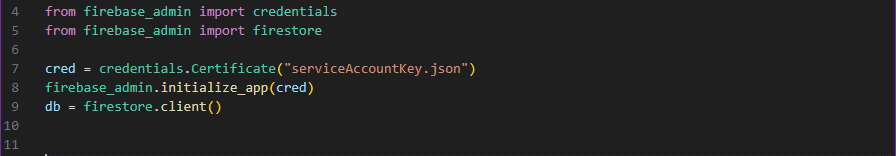 4 from firebase_admin import credentials
5 from firebase_admin import firestore
6
7 cred = credentials.Certificate("serviceAccountKey.json")
8 firebase_admin.initialize_app(cred)
9 db = firestore.client()
10
11